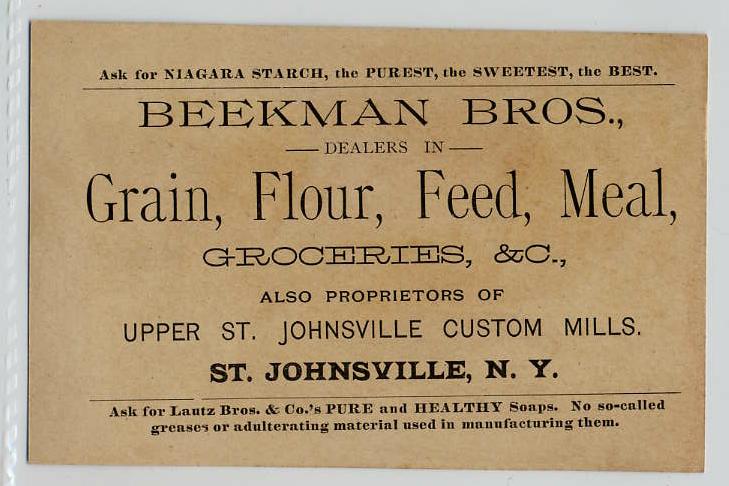 Ask for NIAGARA STARCH, the PUREST, the SWEETEST, the BEST.
BEEKMAN BROS.,
DEALERS IN
Grain, Flour, Feed, Meal,
GROCERIES, &C.,
ALSO PROPRIETORS OF
UPPER ST. JOHNSVILLE CUSTOM MILLS.
ST. JOHNSVILLE, N. Y.
Ask for Lautz Bros. & Co.'s PURE and HEALTHY Soaps. No so-called
greases or adulterating material used in manufacturing them.